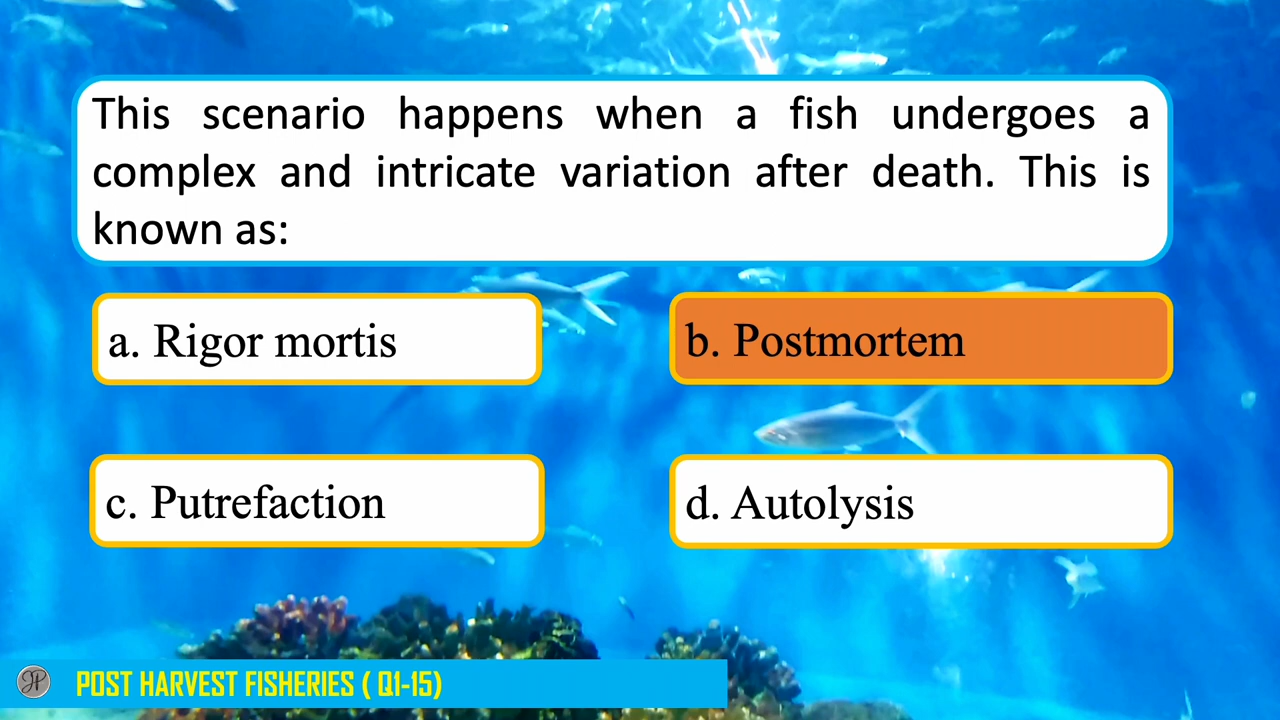 This scenario happens when a fish undergoes a
complex and intricate variation after death. This is
known as:
a. Rigor mortis
b. Postmortem
c. Putrefaction
d. Autolysis
POST HARVEST FISHERIES ( Q1-15)